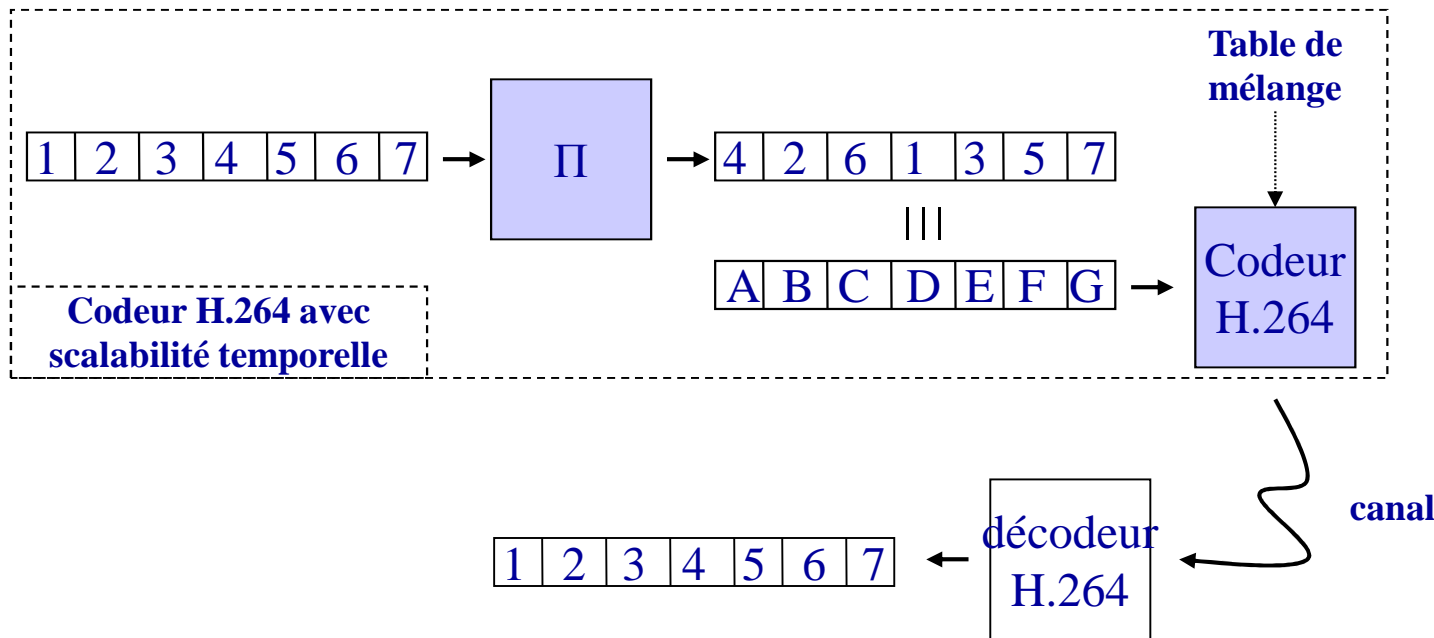 Table de
mélange
1 2 3 4 5 6 7
Π
4 2 6 1 3 5 7
A B C D E F G
Codeur
H.264
Codeur H.264 avec
scalabilité temporelle
canal
1 2 3 4 5 6 7
décodeur
H.264